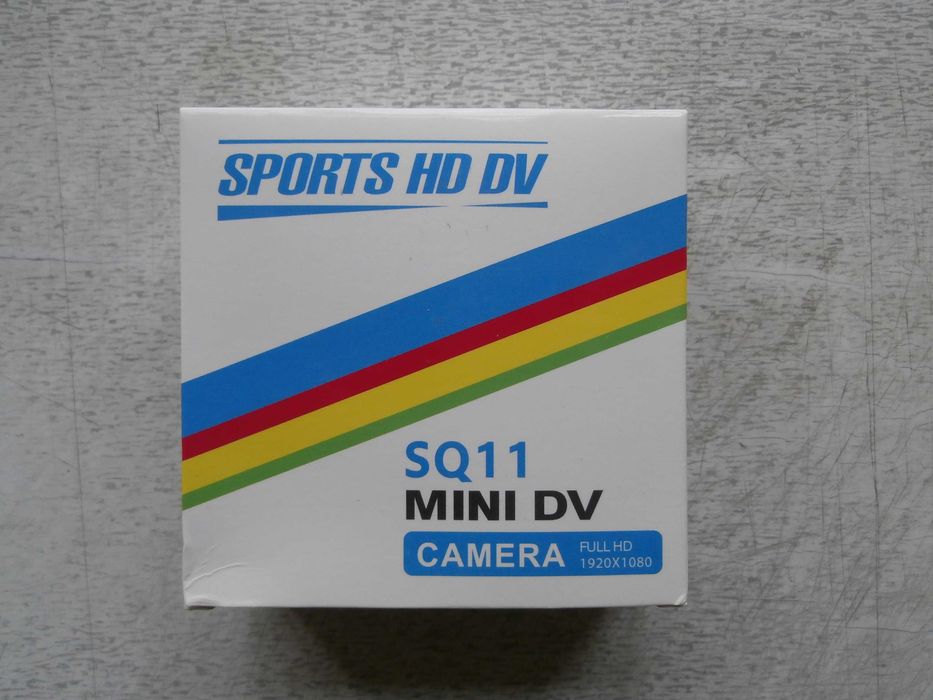 SPORTS HD DV
SQ11
MINI DV
CAMERA
FULL HD
1920X1080